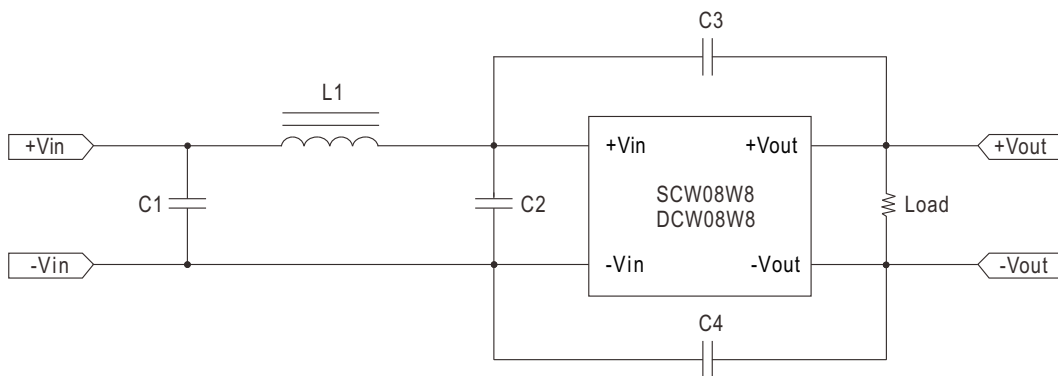 C3
L1
+Vin
+Vin
+Vout
+Vout
C1
C2
SCW08W8
DCW08W8
Load
-Vin
-Vin
-Vout
-Vout
C4